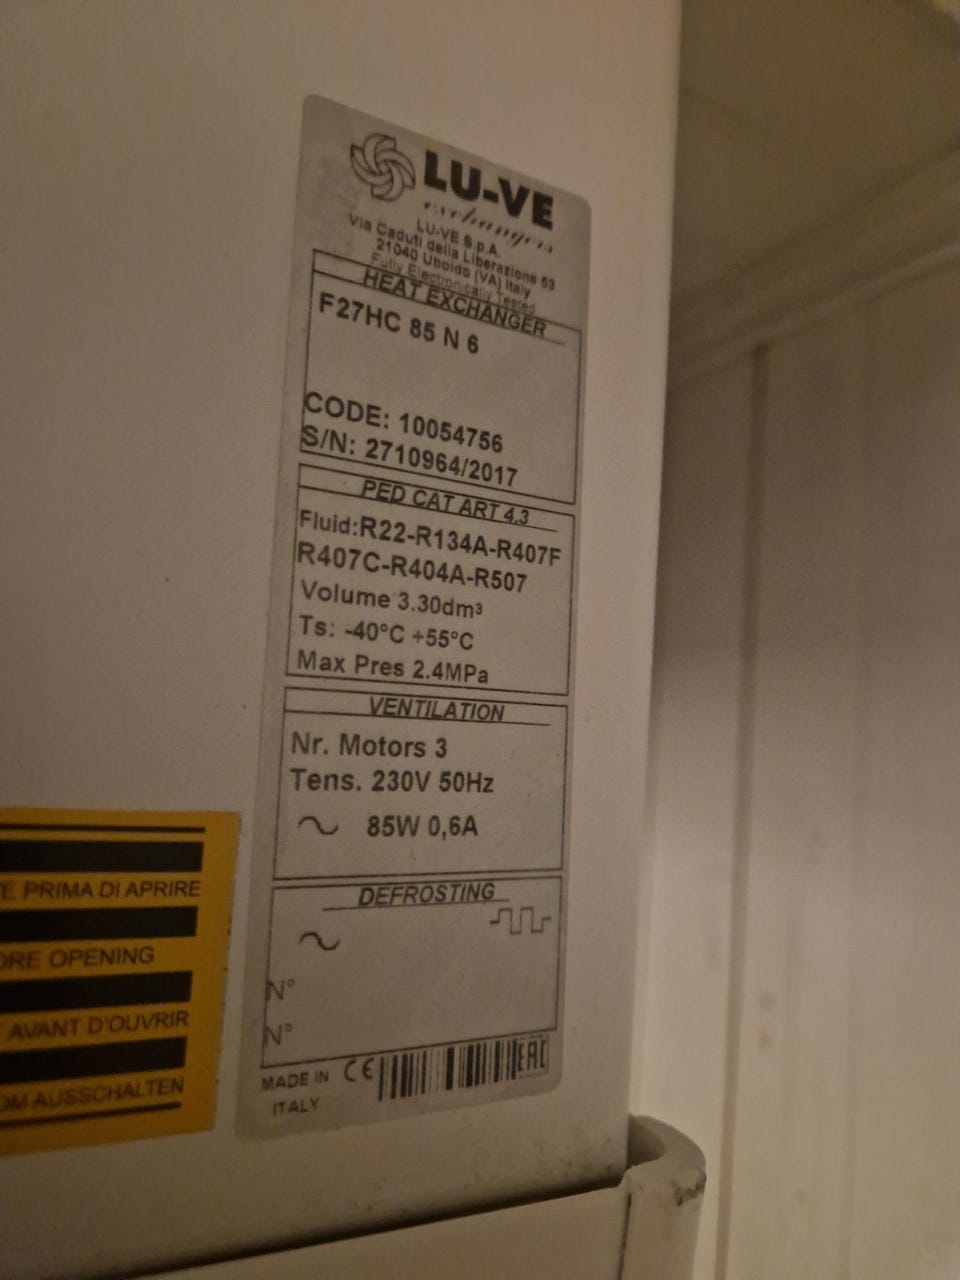 LU-VE
exchangers
LU-VE S.p.A.
Via Caduti della Liberazione 53
21040 Uboldo (VA) Italy
Fully Electronically Tested
HEAT EXCHANGER
F27HC 85 N 6
CODE: 10054756
S/N: 2710964/2017
PED CAT ART 4.3
Fluid:R22-R134A-R407F
R407C-R404A-R507
Volume 3.30dm³
Ts: -40°C +55°C
Max Pres 2.4MPa
VENTILATION
Nr. Motors 3
Tens. 230V 50Hz
85W 0,6A
DEFROSTING
N°
N°
MADE IN CE EAC
ITALY
PRIMA DI APRIRE
OPENING
AVANT D'OUVRIR
AUSSCHALTEN